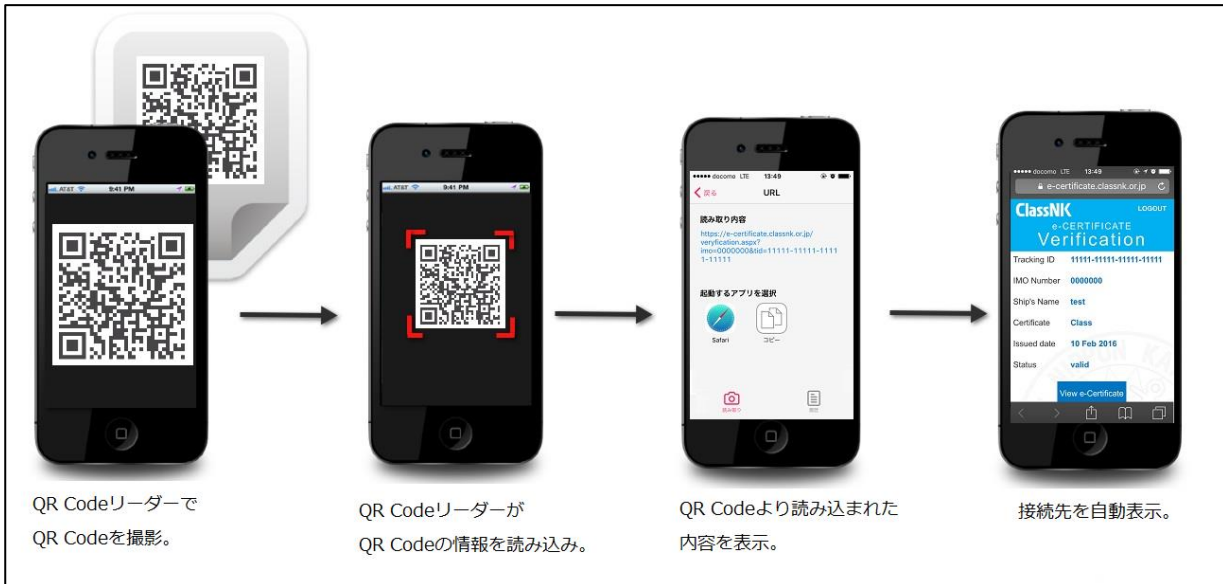 AT&T 9:41 PM
QR Codeリーダーで
QR Codeを撮影。
AT&T 9:41 PM
QR Codeリーダーが
QR Codeの情報を読み込み。
docomo LTE 13:49
戻る URL
読み取り内容
https://e-certificate.classnk.or.jp/
veryfication.aspx?
imo=0000000&tid=11111-11111-1111
1-11111
起動するアプリを選択
Safari コピー
読み取り
QR Codeより読み込まれた
内容を表示。
docomo LTE 13:49
e-certificate.classnk.or.jp
ClassNK LOGOUT
e-CERTIFICATE
Verification
Tracking ID 11111-11111-11111-11111
IMO Number 0000000
Ship's Name test
Certificate Class
Issued date 10 Feb 2016
Status valid
View e-Certificate
接続先を自動表示。